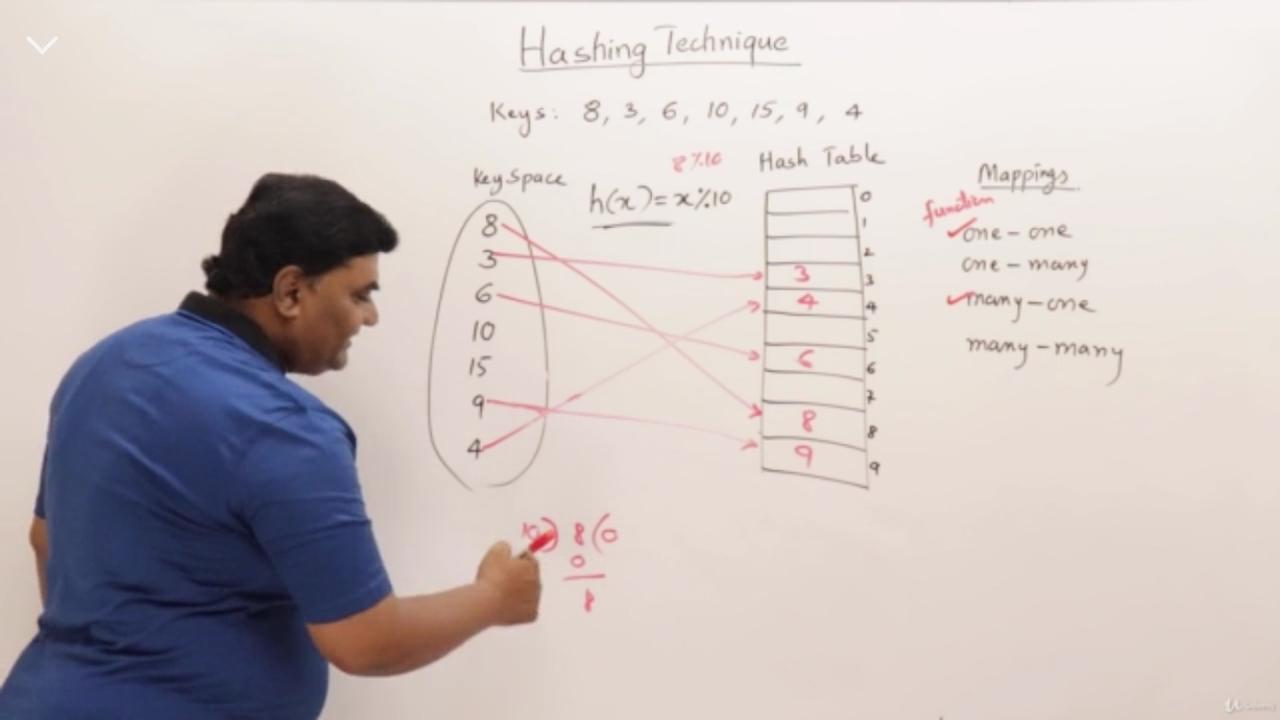 Hashing Technique
Keys: 8, 3, 6, 10, 15, 9, 4
8%10
Key Space
h(x) = x%10
8
3
6
10
15
9
4
Hash Table
0
1
2
3 3
4 4
5
6 6
7
8 8
9 9
Mappings
function
✓one - one
one - many
✓many - one
many - many
10) 8 (0
0
8
Udemy